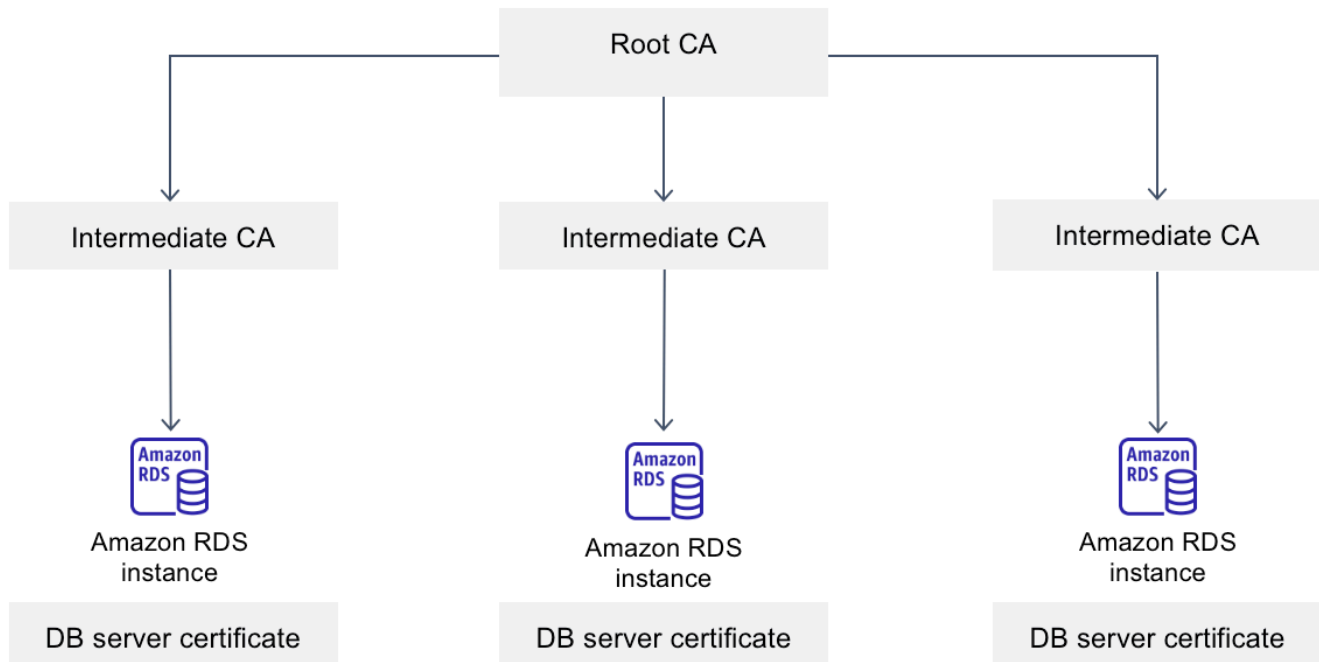 Root CA
Intermediate CA
Intermediate CA
Intermediate CA
Amazon
RDS
Amazon RDS
instance
Amazon
RDS
Amazon RDS
instance
Amazon
RDS
Amazon RDS
instance
DB server certificate
DB server certificate
DB server certificate